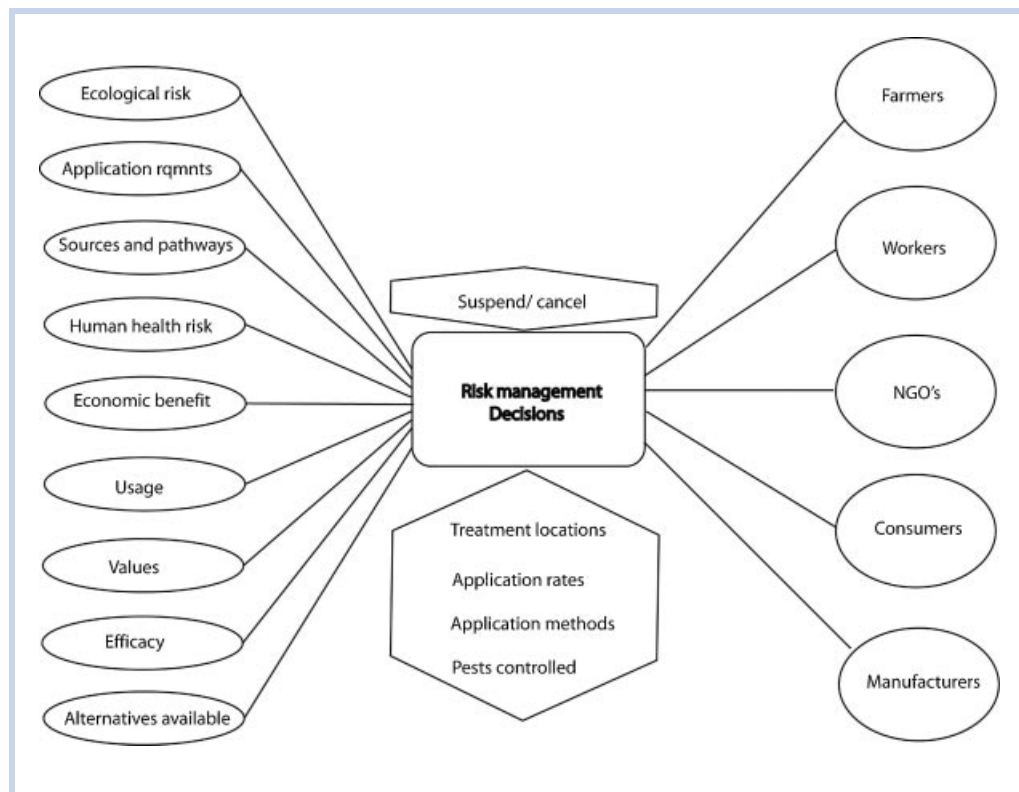 Ecological risk
Application rqmnts
Sources and pathways
Human health risk
Economic benefit
Usage
Values
Efficacy
Alternatives available
Suspend/ cancel
Risk management
Decisions
Treatment locations
Application rates
Application methods
Pests controlled
Farmers
Workers
NGO's
Consumers
Manufacturers